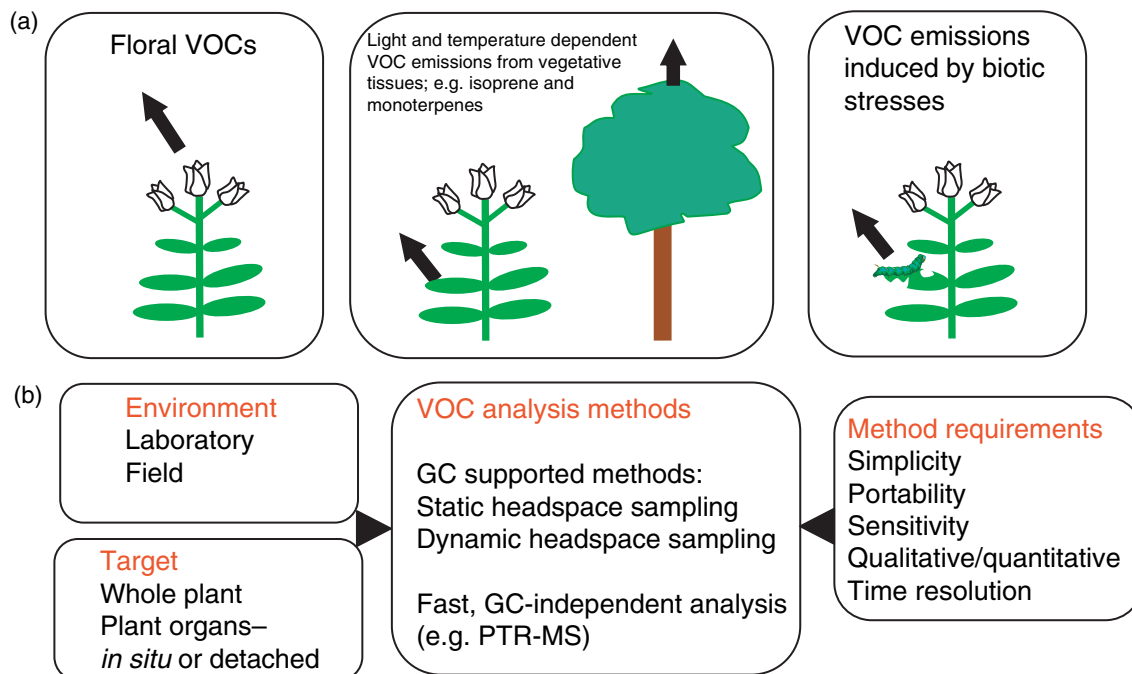 (a)
Floral VOCs
Light and temperature dependent
VOC emissions from vegetative
tissues; e.g. isoprene and
monoterpenes
VOC emissions
induced by biotic
stresses
(b)
Environment
Laboratory
Field
Target
Whole plant
Plant organs–
in situ or detached
VOC analysis methods
GC supported methods:
Static headspace sampling
Dynamic headspace sampling
Fast, GC-independent analysis
(e.g. PTR-MS)
Method requirements
Simplicity
Portability
Sensitivity
Qualitative/quantitative
Time resolution